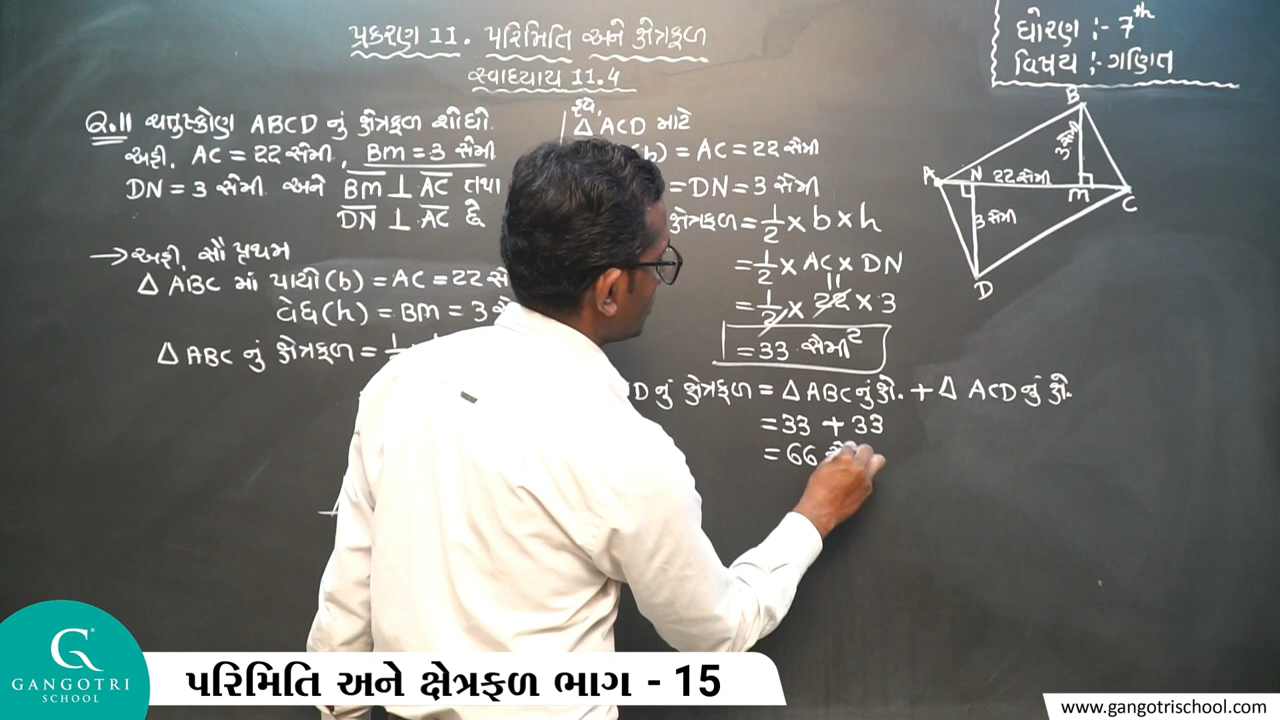 પ્રકરણ 11. પરિમિતિ અને ક્ષેત્રફળ
સ્વાધ્યાય 11.4
ધોરણ :- 7th
વિષય :- ગણિત
Q.11 ચતુષ્કોણ ABCD નું ક્ષેત્રફળ શોધો.
અહી, AC = 22 સેમી, BM = 3 સેમી
DN = 3 સેમી અને BM ⊥ AC તથા
DN ⊥ AC છે
→ અહી, સૌ પ્રથમ
Δ ABC માં પાયો (b) = AC = 22 સે
વેધ (h) = BM = 3 સે
Δ ABC નું ક્ષેત્રફળ = 1/
હવે,
Δ ACD માટે
b) = AC = 22 સેમી
= DN = 3 સેમી
ક્ષેત્રફળ = 1/2 × b × h
= 1/2 × AC × DN
11
= 1/2 × 22 × 3
= 33 સેમી²
D નું ક્ષેત્રફળ = Δ ABC નું ક્ષે. + Δ ACD નું ક્ષે.
= 33 + 33
= 66
B
3 સેમી
A N 22 સેમી M C
3 સેમી
D
G
GANGOTRI
SCHOOL
પરિમિતિ અને ક્ષેત્રફળ ભાગ - 15
www.gangotrischool.com